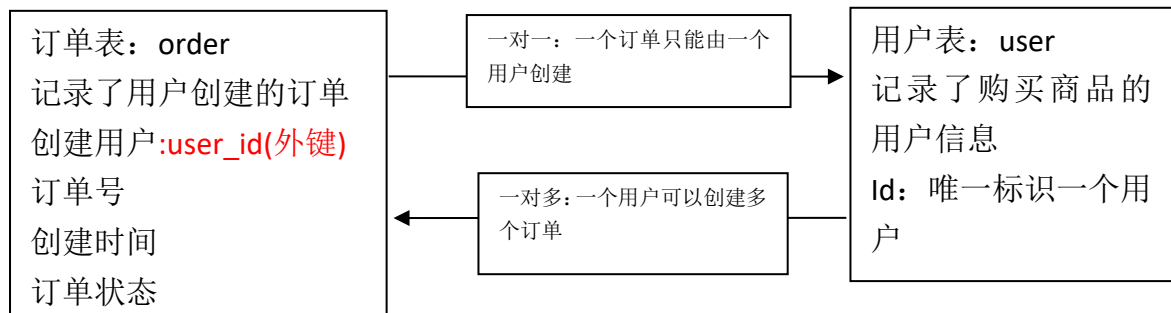 订单表：order
记录了用户创建的订单
创建用户:user_id(外键)
订单号
创建时间
订单状态
一对一：一个订单只能由一个
用户创建
一对多：一个用户可以创建多
个订单
用户表：user
记录了购买商品的
用户信息
Id：唯一标识一个用
户